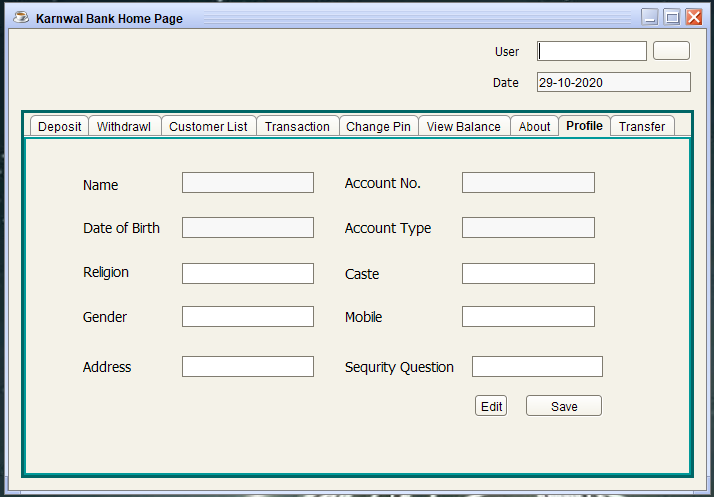 Karnwal Bank Home Page
User
Date 29-10-2020
Deposit Withdrawl Customer List Transaction Change Pin View Balance About Profile Transfer
Name Account No.
Date of Birth Account Type
Religion Caste
Gender Mobile
Address Sequrity Question
Edit Save